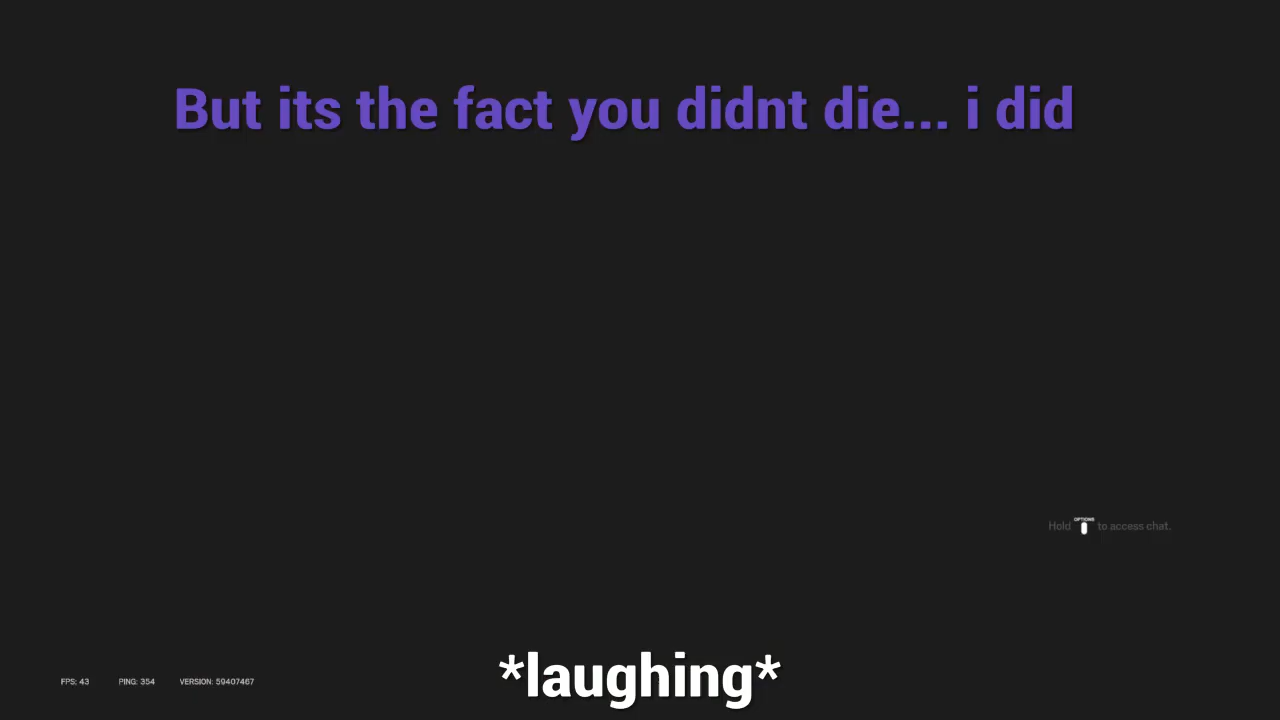 But its the fact you didnt die... i did
Hold OPTIONS to access chat.
*laughing*
FPS: 43 PING: 354 VERSION: 59407467